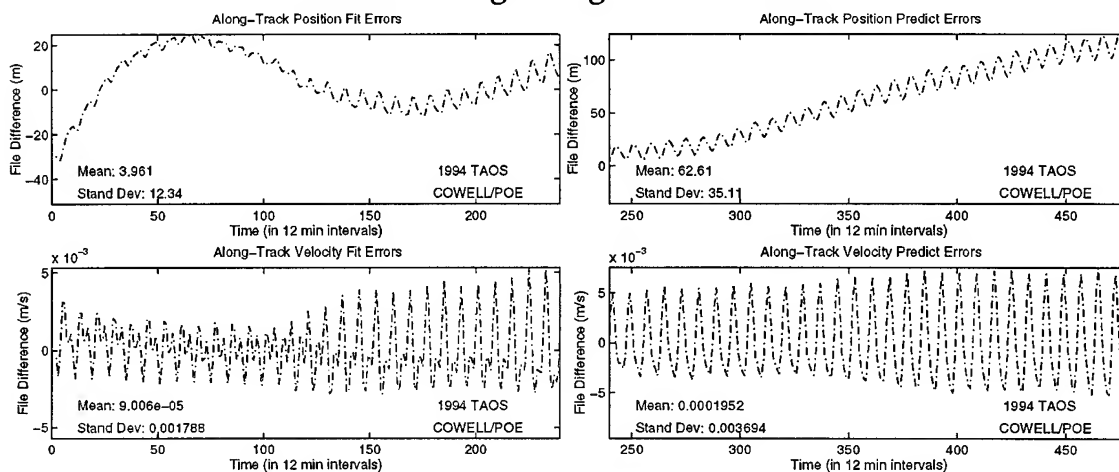 Along-Track Position Fit Errors
File Difference (m)
20
0
-20
-40
Mean: 3.961
Stand Dev: 12.34
1994 TAOS
COWELL/POE
0 50 100 150 200
Time (in 12 min intervals)
Along-Track Position Predict Errors
File Difference (m)
100
50
0
Mean: 62.61
Stand Dev: 35.11
1994 TAOS
COWELL/POE
250 300 350 400 450
Time (in 12 min intervals)
Along-Track Velocity Fit Errors
x 10^-3
File Difference (m/s)
5
0
-5
Mean: 9.006e-05
Stand Dev: 0.001788
1994 TAOS
COWELL/POE
0 50 100 150 200
Time (in 12 min intervals)
Along-Track Velocity Predict Errors
x 10^-3
File Difference (m/s)
5
0
-5
Mean: 0.0001952
Stand Dev: 0.003694
1994 TAOS
COWELL/POE
250 300 350 400 450
Time (in 12 min intervals)